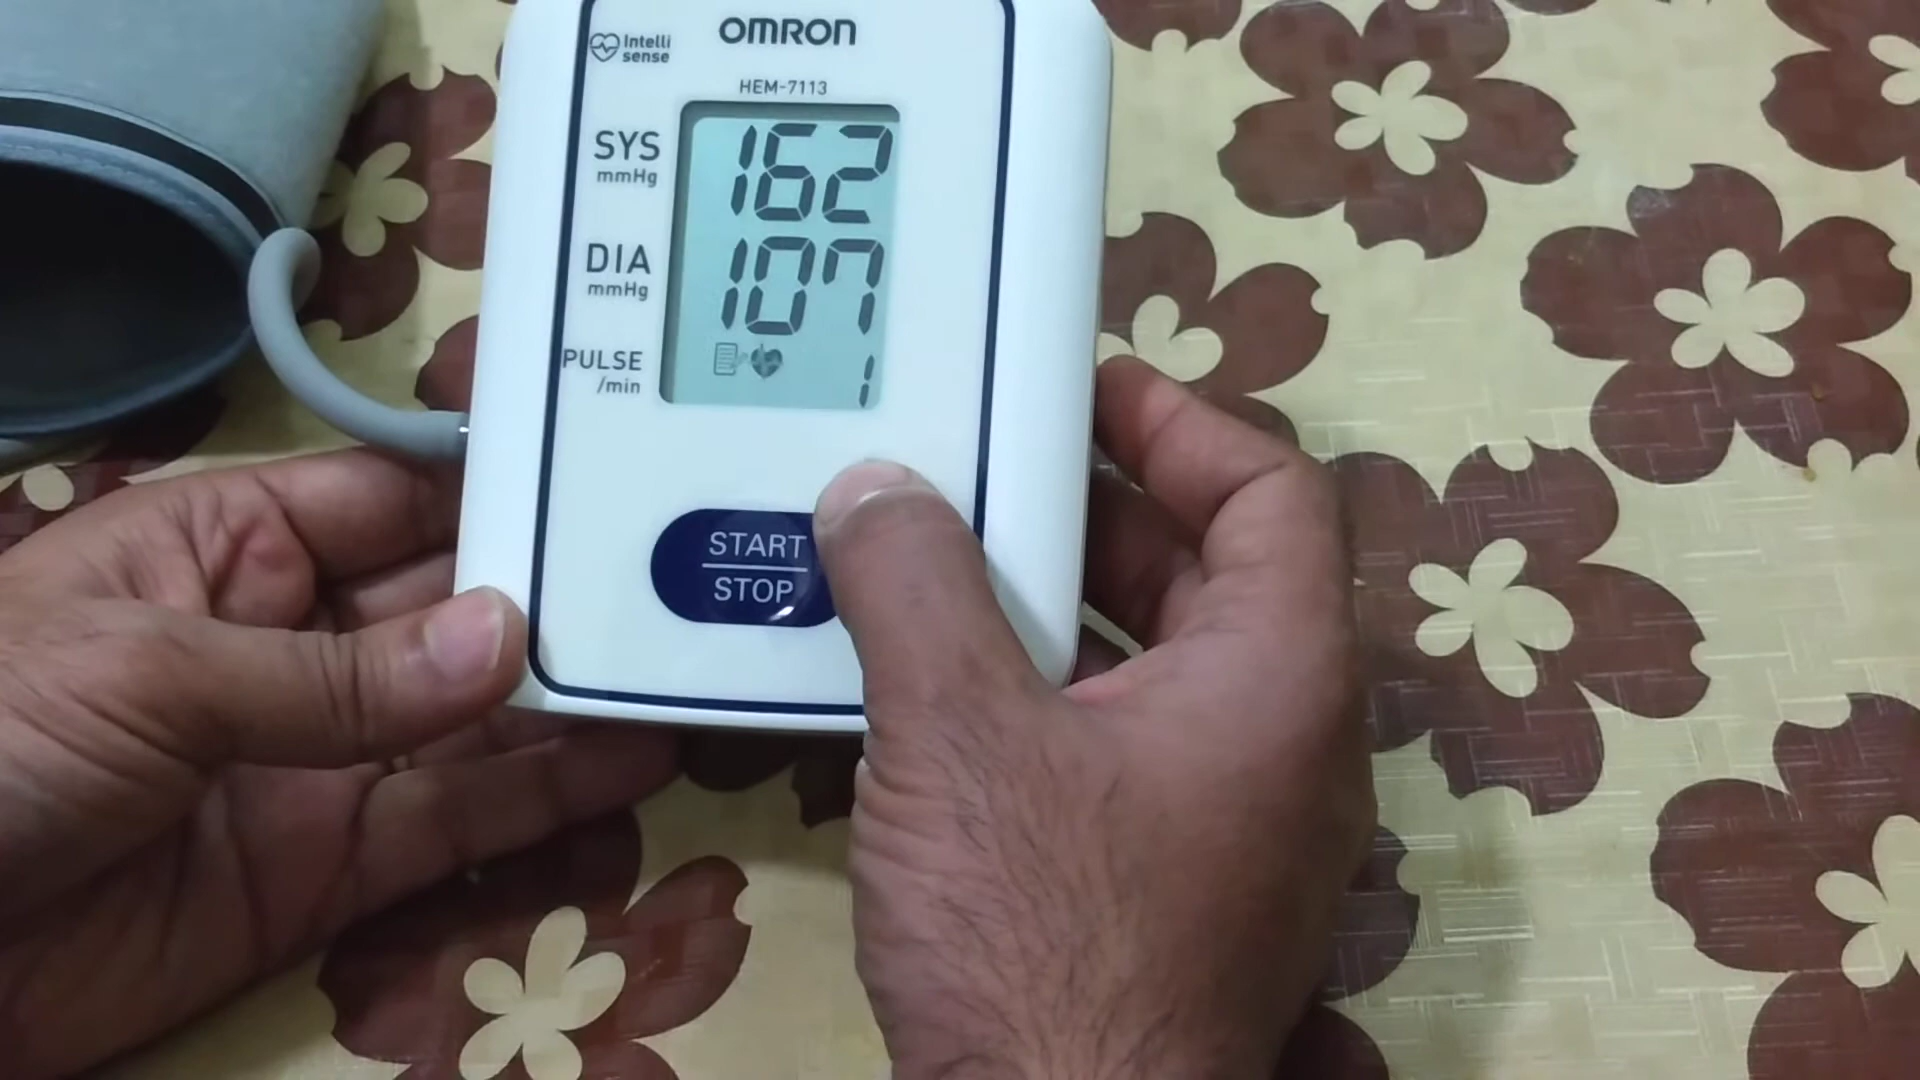 OMRON
Intelli
sense
HEM-7113
SYS
mmHg
162
DIA
mmHg
107
PULSE
/min
1
START
STOP